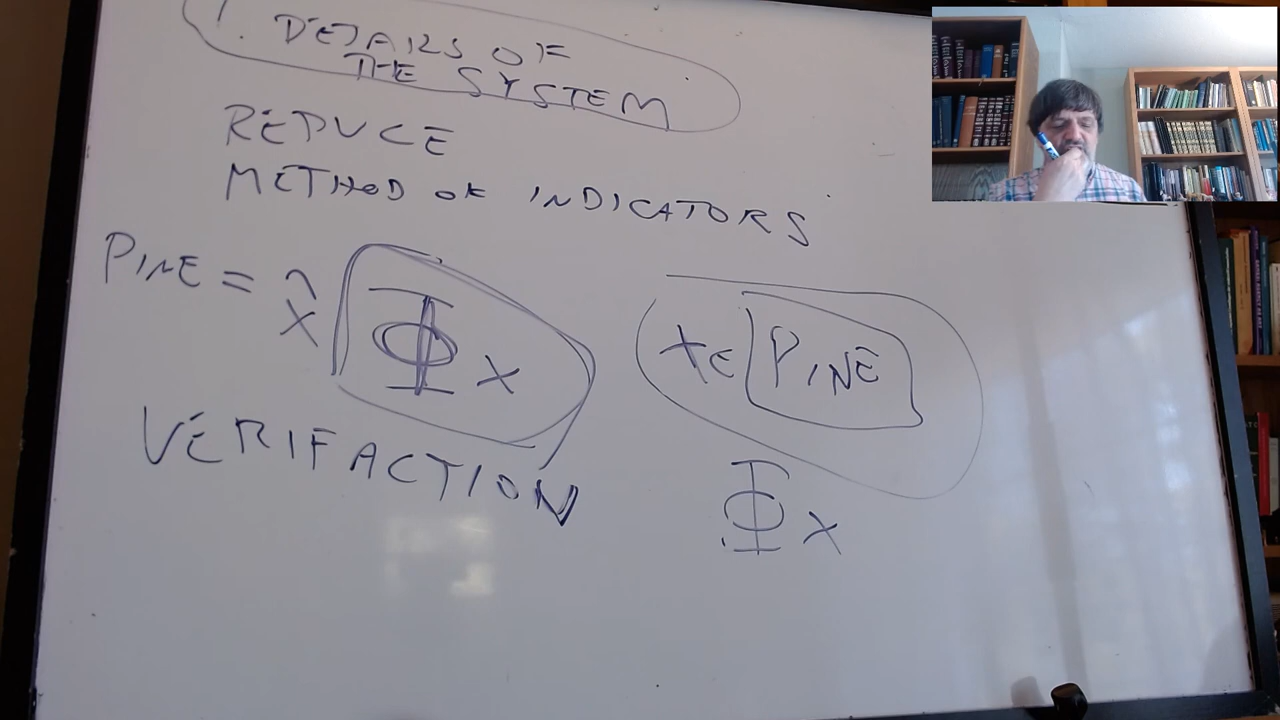 1. DETAILS OF
THE SYSTEM
REDUCE
METHOD OF INDICATORS
PINE = x̂ Φx
x ∈ PINE
VERIFACTION
Φx